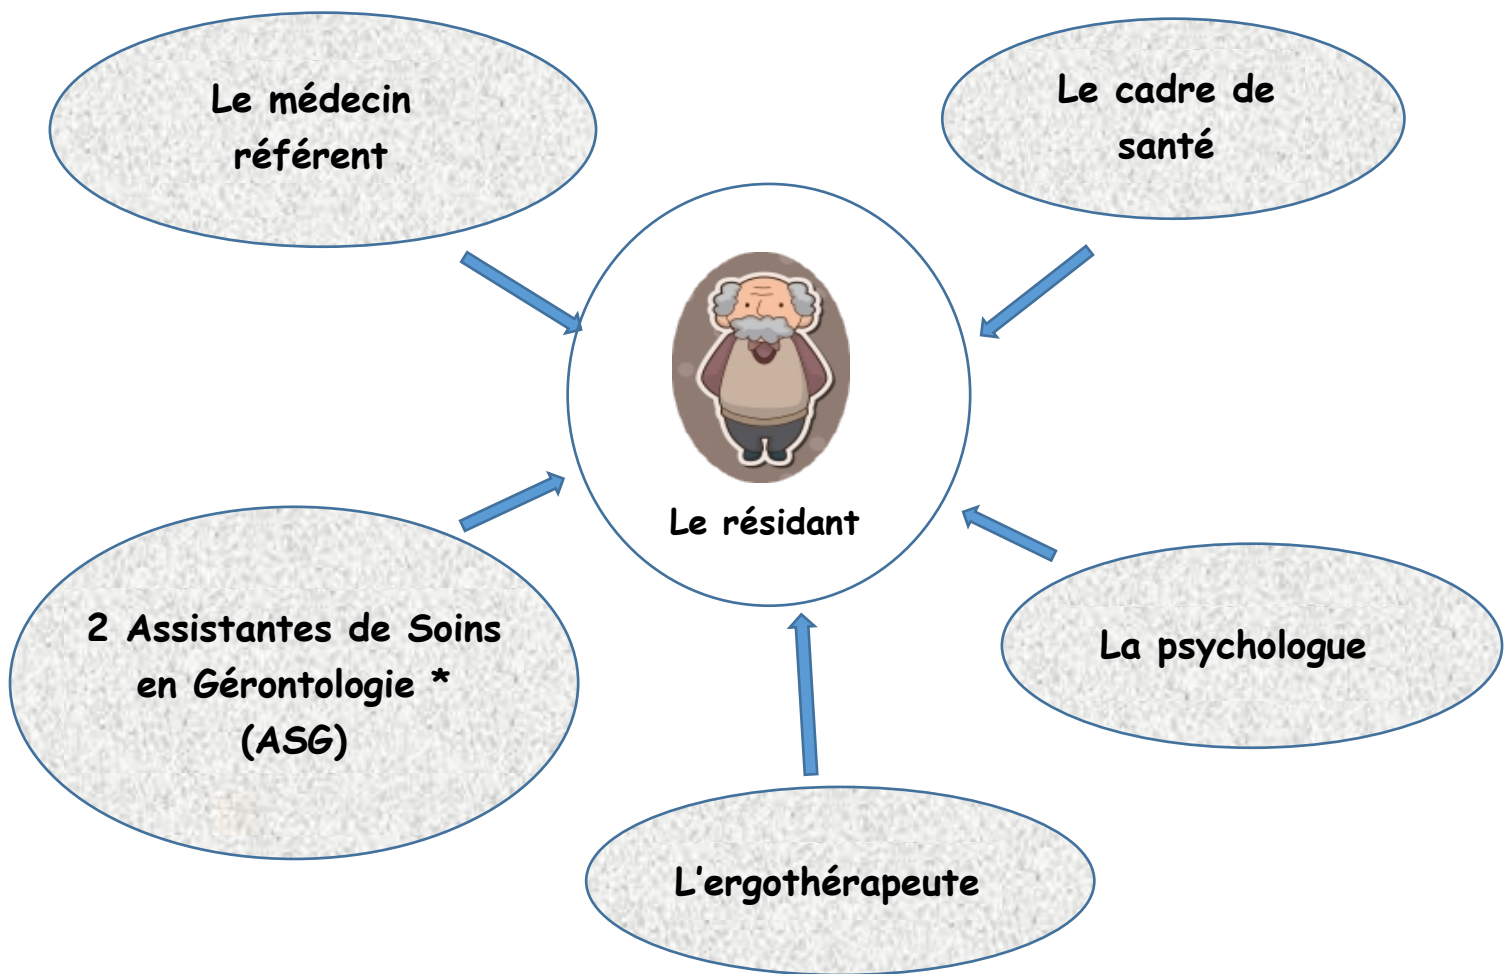 Le médecin
référent
Le cadre de
santé
Le résidant
2 Assistantes de Soins
en Gérontologie *
(ASG)
La psychologue
L'ergothérapeute